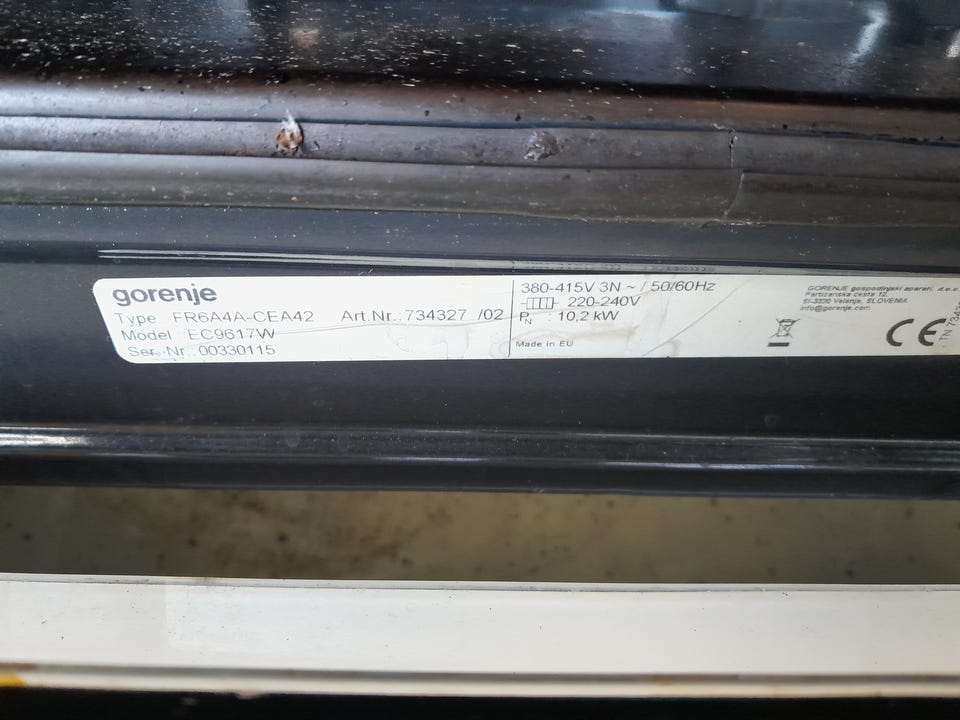 gorenje
Type FR6A4A-CEA42 Art.Nr.:734327 /02
Model EC9617W
Ser. Nr. 00330115
380-415V 3N ~ / 50/60Hz
220-240V
PN : 10,2 kW
Made in EU
GORENJE gospodinjski aparati, d.o.o.
Partizanska cesta 12,
SI-3320 Velenje, SLOVENIA
info@gorenje.com
CE